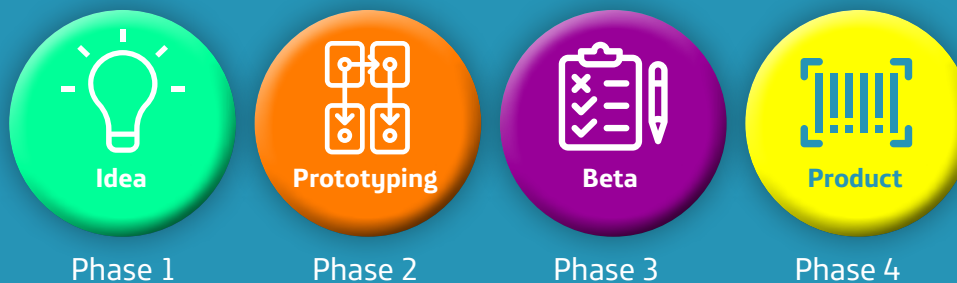 Idea
Prototyping
Beta
Product
Phase 1
Phase 2
Phase 3
Phase 4